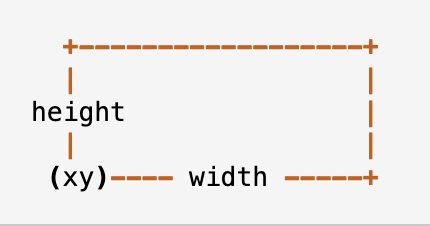 +------------------+
|                  |
height             |
|                  |
(xy)---- width -----+